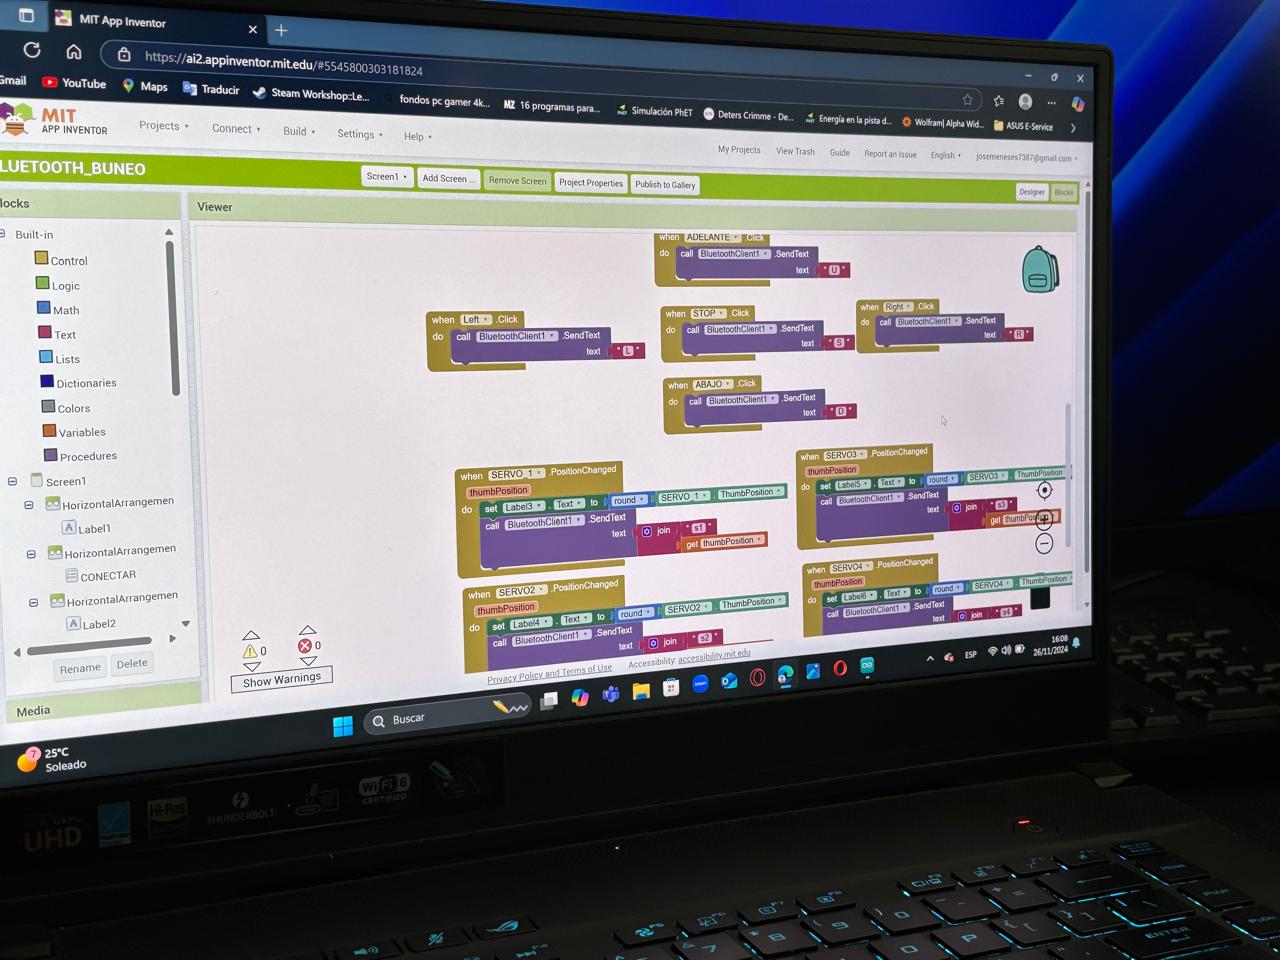 MIT App Inventor
https://ai2.appinventor.mit.edu/#5545800303181824
Gmail
YouTube
Maps
Traducir
Steam Workshop::Le...
fondos pc gamer 4k...
MZ 16 programas para...
Simulación PhET
Deters Crimme - De...
Energía en la pista d...
Wolfram|Alpha Wid...
ASUS E-Service
MIT
APP INVENTOR
Projects
Connect
Build
Settings
Help
My Projects
View Trash
Guide
Report an Issue
English
josemeneses7387@gmail.com
LUETOOTH_BUNEO
Screen1
Add Screen ...
Remove Screen
Project Properties
Publish to Gallery
Designer
Blocks
locks
Viewer
Built-in
Control
Logic
Math
Text
Lists
Dictionaries
Colors
Variables
Procedures
Screen1
HorizontalArrangemen
Label1
HorizontalArrangemen
CONECTAR
HorizontalArrangemen
Label2
Rename
Delete
Media
when ADELANTE .Click
do call BluetoothClient1 .SendText
text "U"
when Left .Click
do call BluetoothClient1 .SendText
text "L"
when STOP .Click
do call BluetoothClient1 .SendText
text "S"
when Right .Click
do call BluetoothClient1 .SendText
text "R"
when ABAJO .Click
do call BluetoothClient1 .SendText
text "D"
when SERVO_1 .PositionChanged
thumbPosition
do set Label3 . Text to round SERVO_1 . ThumbPosition
call BluetoothClient1 .SendText
text join "s1"
get thumbPosition
when SERVO3 .PositionChanged
thumbPosition
do set Label5 . Text to round SERVO3 . ThumbPosition
call BluetoothClient1 .SendText
text join "s3"
get thumbPosition
when SERVO2 .PositionChanged
thumbPosition
do set Label4 . Text to round SERVO2 . ThumbPosition
call BluetoothClient1 .SendText
text join "s2"
when SERVO4 .PositionChanged
thumbPosition
do set Label6 . Text to round SERVO4 . ThumbPosition
call BluetoothClient1 .SendText
text join "s4"
0
0
Show Warnings
Privacy Policy and Terms of Use
Accessibility: accessibility.mit.edu
7
25°C
Soleado
Buscar
zoom
ESP
16:08
26/11/2024
UHD
Hi-Res
AUDIO
THUNDERBOLT.
Wi Fi 6
CERTIFIED
ENTER